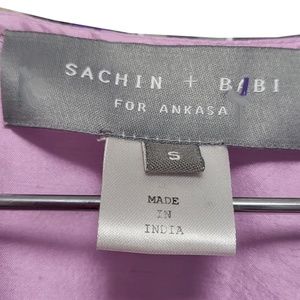 SACHIN + BABI
FOR ANKASA
S
MADE
IN
INDIA